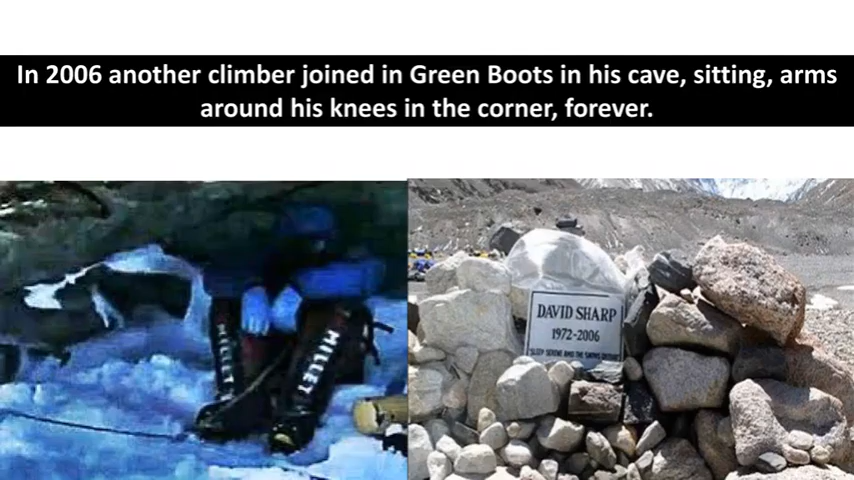 In 2006 another climber joined in Green Boots in his cave, sitting, arms
around his knees in the corner, forever.
MILLET
MILLET
DAVID SHARP
1972-2006